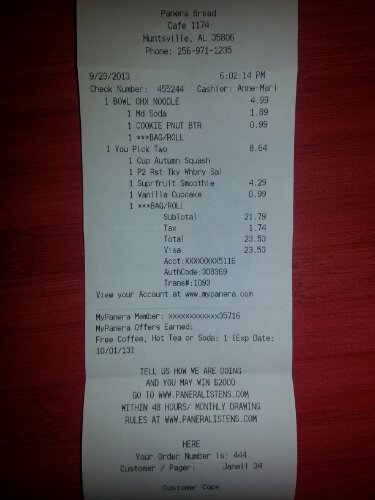 Panera Bread
Cafe 1174
Huntsville, AL 35806
Phone: 256-971-1235
9/23/2013 6:02:14 PM
Check Number: 455244 Cashier: Anne-Mari
1 BOWL CHX NOODLE 4.99
1 Md Soda 1.89
1 COOKIE PNUT BTR 0.99
1 ***BAG/ROLL
1 You Pick Two 8.64
1 Cup Autumn Squash
1 P2 Rst Tky Whbry Sal
1 Suprfruit Smoothie 4.29
1 Vanilla Cupcake 0.99
1 ***BAG/ROLL
SubTotal 21.79
Tax 1.74
Total 23.53
Visa 23.53
Acct:XXXXXXXX5116
AuthCode:308369
Trans#:1093
View your Account at www.mypanera.com
MyPanera Member: xxxxxxxxxxxx35716
MyPanera Offers Earned:
Free Coffee, Hot Tea or Soda: 1 (Exp Date:
10/01/13)
TELL US HOW WE ARE DOING
AND YOU MAY WIN $2000
GO TO WWW.PANERALISTENS.COM
WITHIN 48 HOURS/ MONTHLY DRAWING
RULES AT WWW.PANERALISTENS.COM
HERE
Your Order Number is: 444
Customer / Pager: Janell 34
Customer Copy